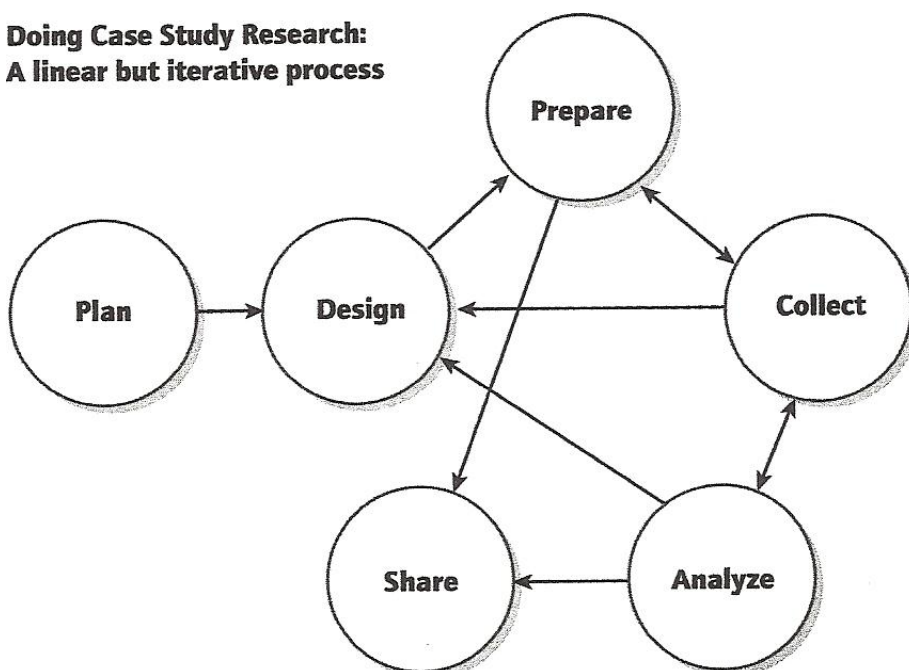 Doing Case Study Research:
A linear but iterative process
Prepare
Plan
Design
Collect
Share
Analyze